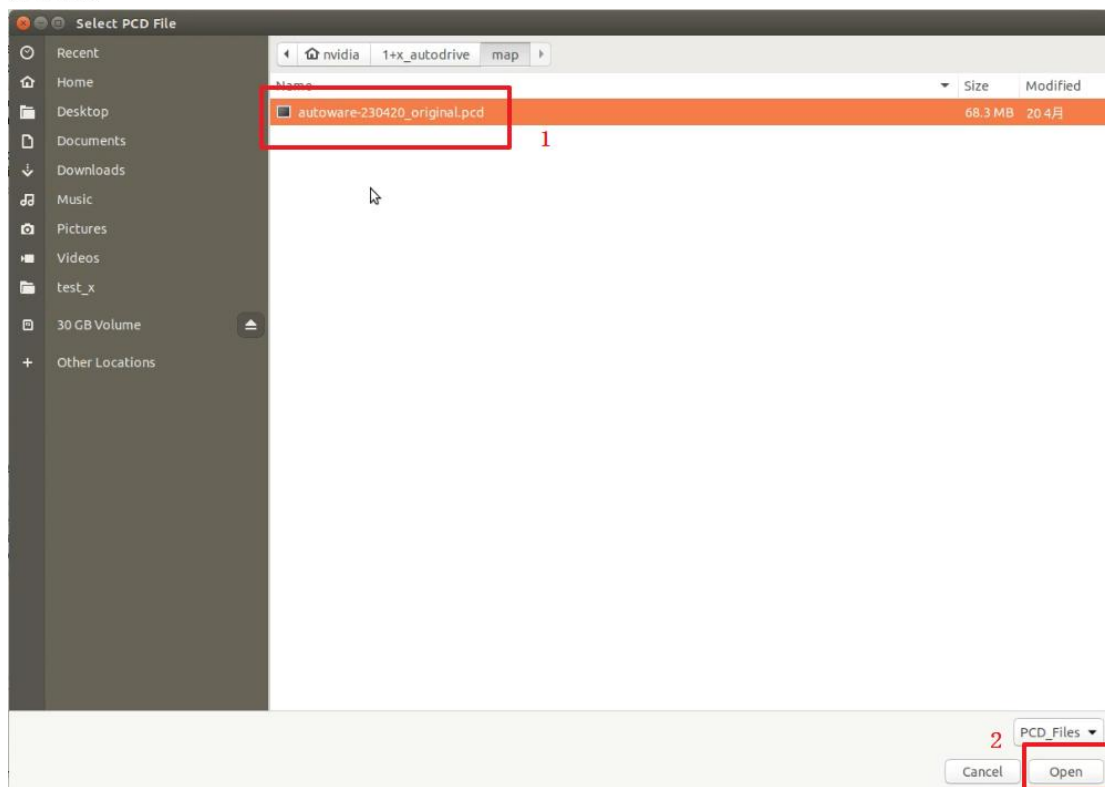 Select PCD File
Recent
nvidia 1+x_autodrive map
Home
Name Size Modified
Desktop
autoware-230420_original.pcd 68.3 MB 20 4月
1
Documents
Downloads
Music
Pictures
Videos
test_x
30 GB Volume
Other Locations
2
PCD_Files
Cancel Open